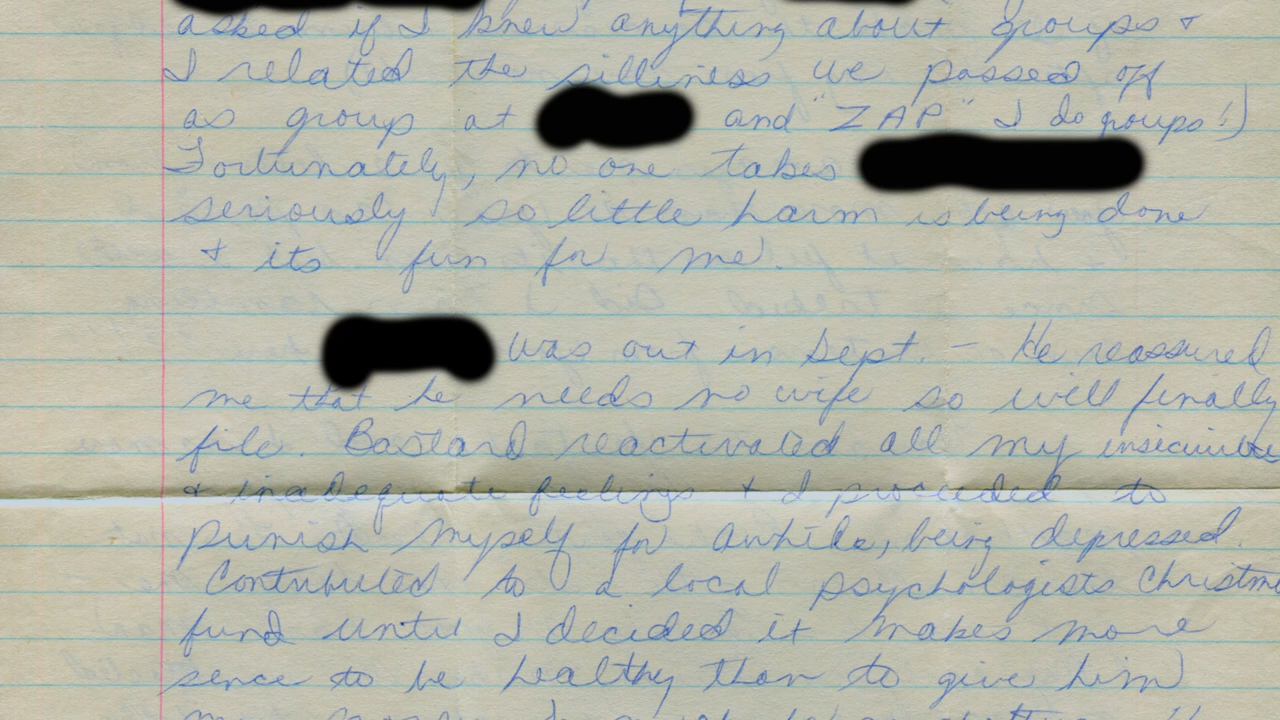 asked if I knew anything about groups +
I related the silliness we passed off
as group at and "ZAP" I do groups!)
Fortunately, no one takes
seriously so little harm is being done
+ its fun for me.
was out in Sept. – He reassured
me that he needs no wife so will finally
file. Bastard reactivated all my
+ inadequate feelings + I proceeded to
punish myself for awhile, being depressed.
Contributed to a local psychologists Christma
fund until I decided it makes more
sence to be healthy than to give him
my